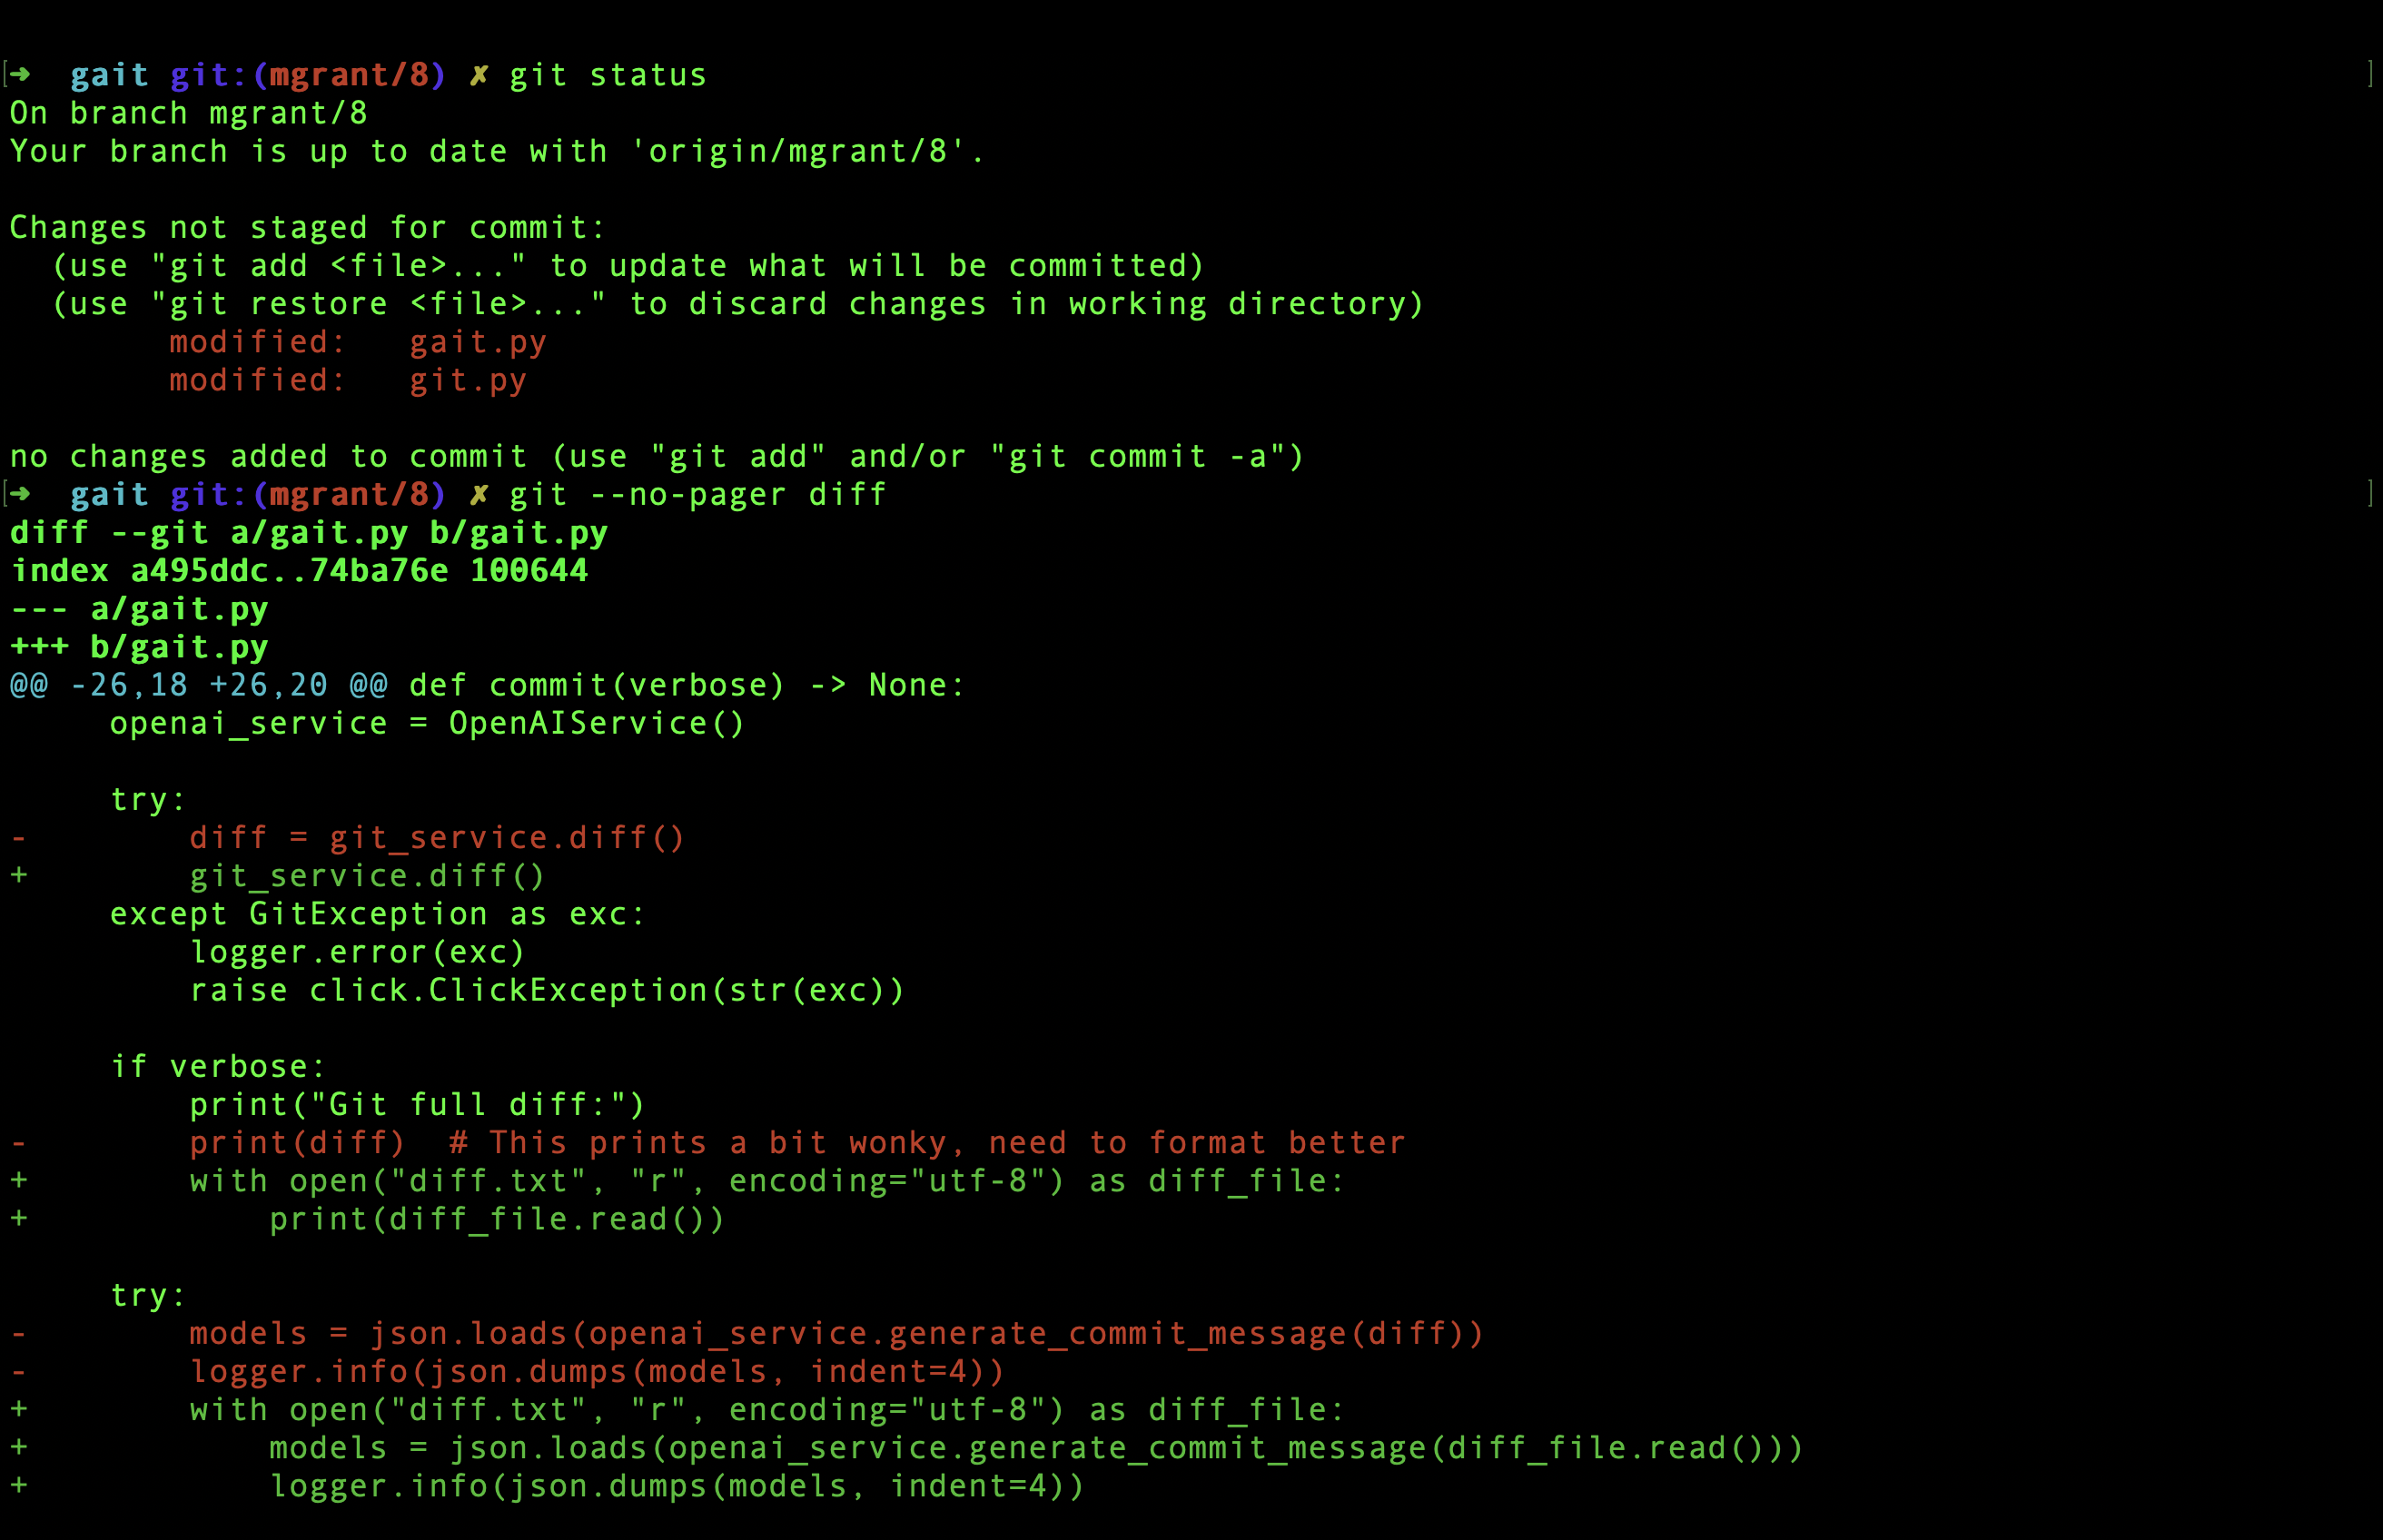 [➜  gait git:(mgrant/8) ✗ git status ]
On branch mgrant/8
Your branch is up to date with 'origin/mgrant/8'.

Changes not staged for commit:
  (use "git add <file>..." to update what will be committed)
  (use "git restore <file>..." to discard changes in working directory)
        modified:   gait.py
        modified:   git.py

no changes added to commit (use "git add" and/or "git commit -a")
[➜  gait git:(mgrant/8) ✗ git --no-pager diff ]
diff --git a/gait.py b/gait.py
index a495ddc..74ba76e 100644
--- a/gait.py
+++ b/gait.py
@@ -26,18 +26,20 @@ def commit(verbose) -> None:
     openai_service = OpenAIService()

     try:
-        diff = git_service.diff()
+        git_service.diff()
     except GitException as exc:
         logger.error(exc)
         raise click.ClickException(str(exc))

     if verbose:
         print("Git full diff:")
-        print(diff)  # This prints a bit wonky, need to format better
+        with open("diff.txt", "r", encoding="utf-8") as diff_file:
+            print(diff_file.read())

     try:
-        models = json.loads(openai_service.generate_commit_message(diff))
-        logger.info(json.dumps(models, indent=4))
+        with open("diff.txt", "r", encoding="utf-8") as diff_file:
+            models = json.loads(openai_service.generate_commit_message(diff_file.read()))
+            logger.info(json.dumps(models, indent=4))